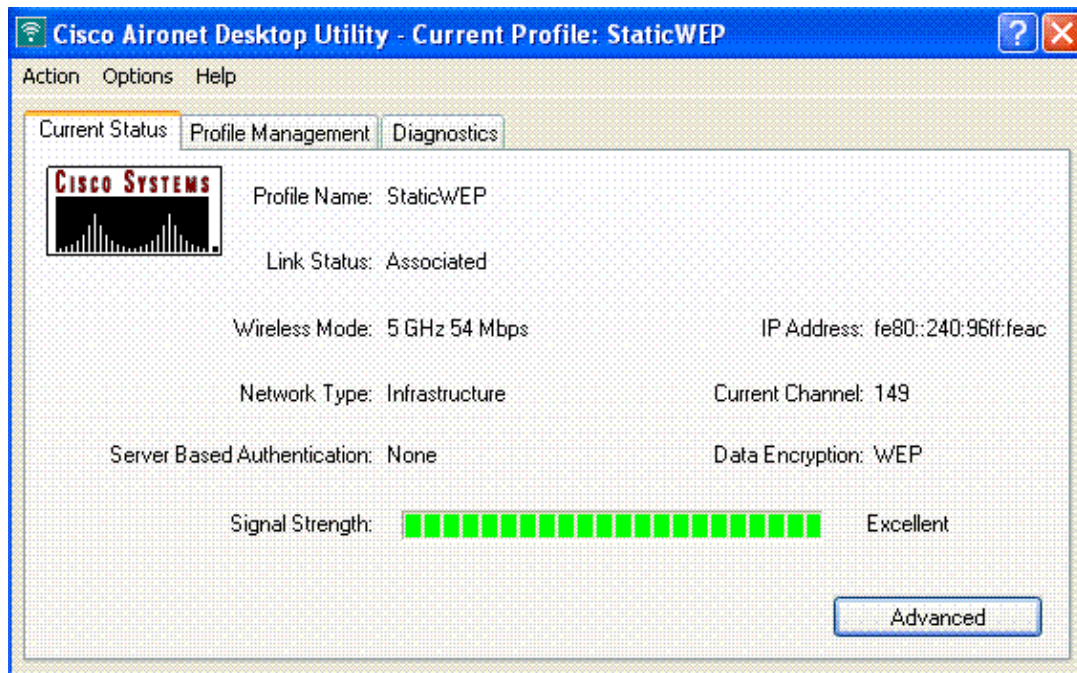 Cisco Aironet Desktop Utility - Current Profile: StaticWEP
Action Options Help
Current Status Profile Management Diagnostics
CISCO SYSTEMS
Profile Name: StaticWEP
Link Status: Associated
Wireless Mode: 5 GHz 54 Mbps IP Address: fe80::240:96ff:feac
Network Type: Infrastructure Current Channel: 149
Server Based Authentication: None Data Encryption: WEP
Signal Strength: Excellent
Advanced